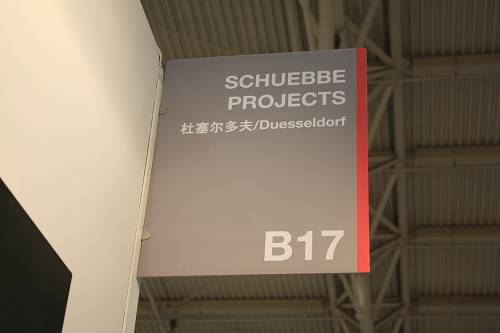 SCHUEBBE
PROJECTS
杜塞尔多夫/Duesseldorf
B17